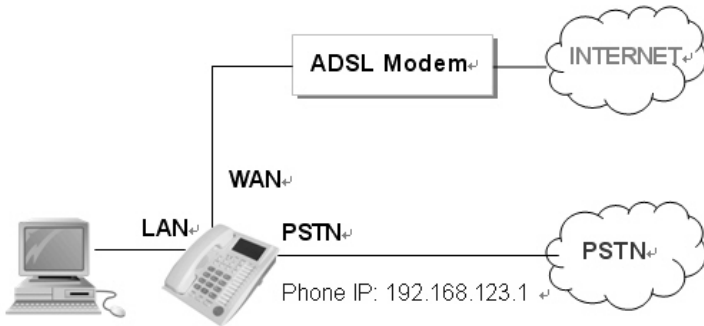 ADSL Modem↵
INTERNET↵
WAN↵
LAN↵
PSTN↵
PSTN↵
Phone IP: 192.168.123.1 ↵